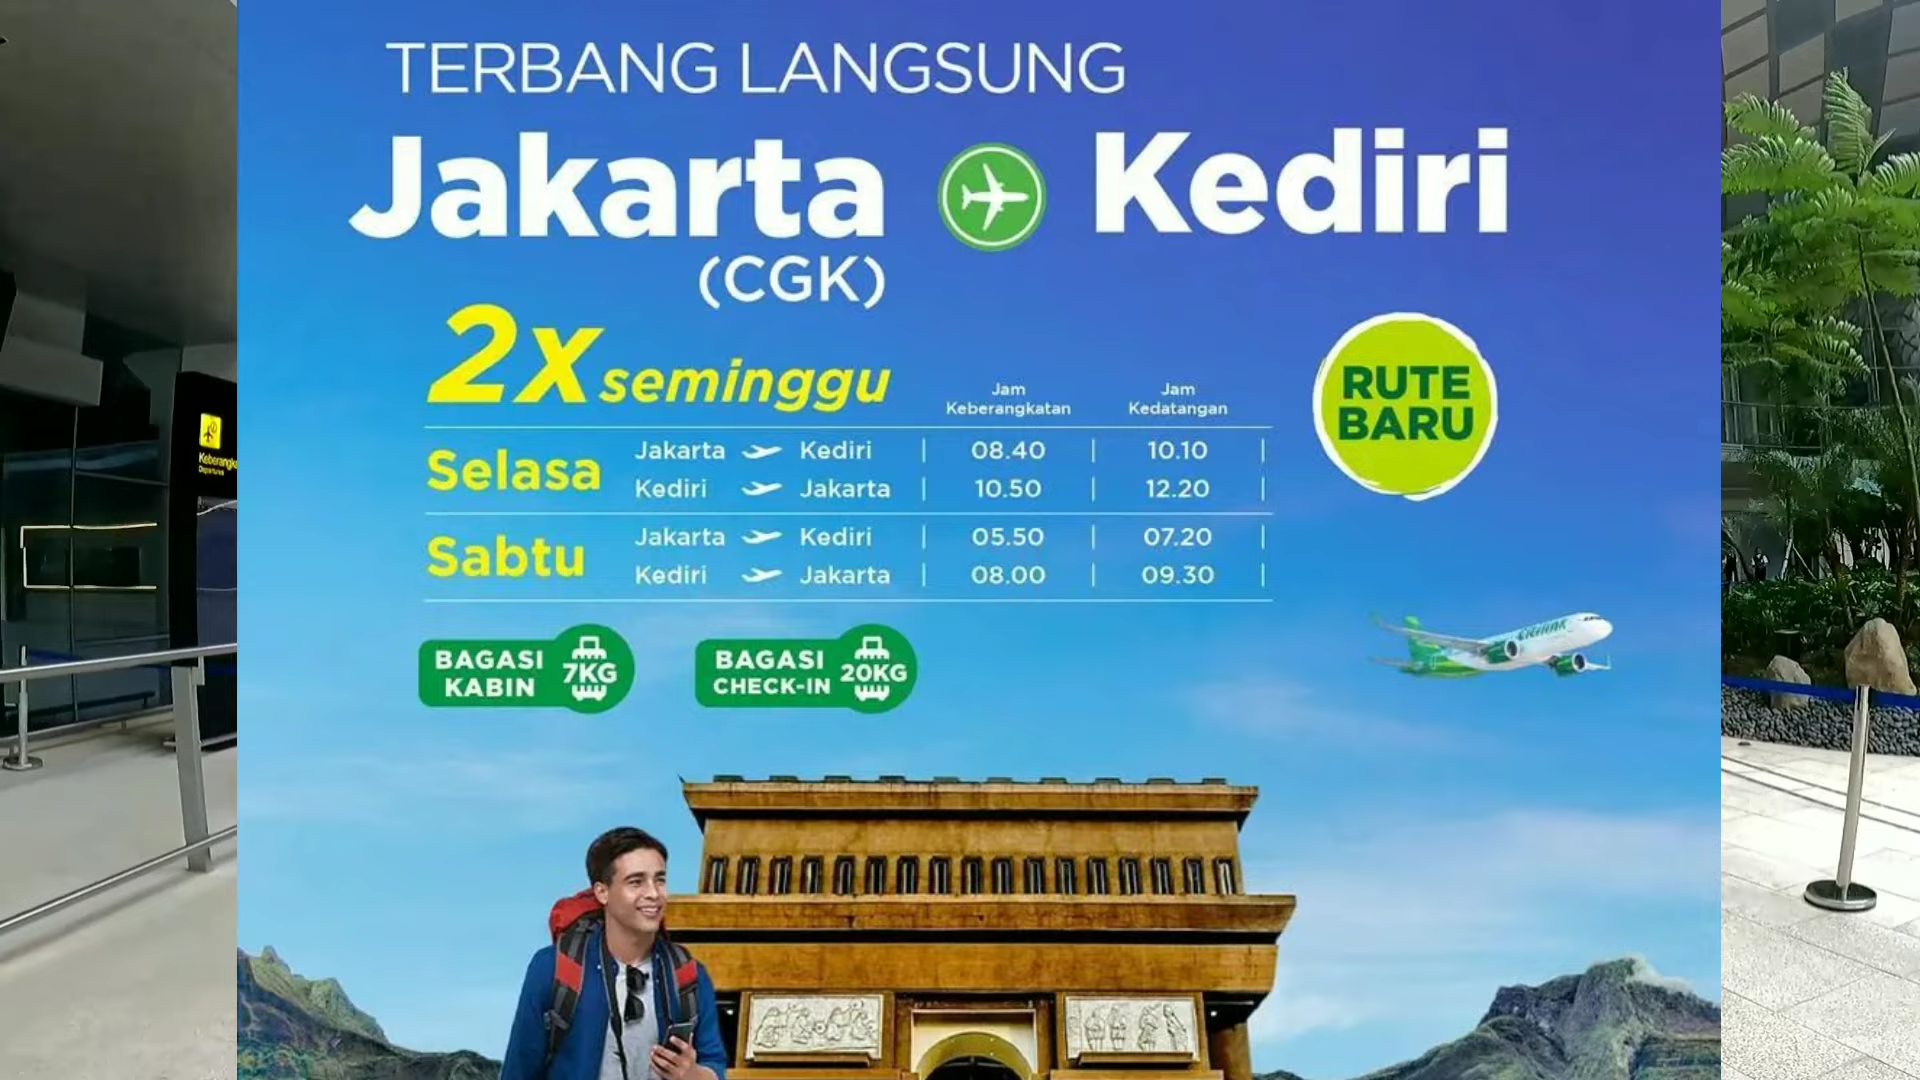 TERBANG LANGSUNG
Jakarta Kediri
(CGK)
2x seminggu
Jam Keberangkatan
Jam Kedatangan
RUTE BARU
Selasa
Jakarta Kediri | 08.40 | 10.10 |
Kediri Jakarta | 10.50 | 12.20 |
Sabtu
Jakarta Kediri | 05.50 | 07.20 |
Kediri Jakarta | 08.00 | 09.30 |
BAGASI KABIN 7KG
BAGASI CHECK-IN 20KG
Departures